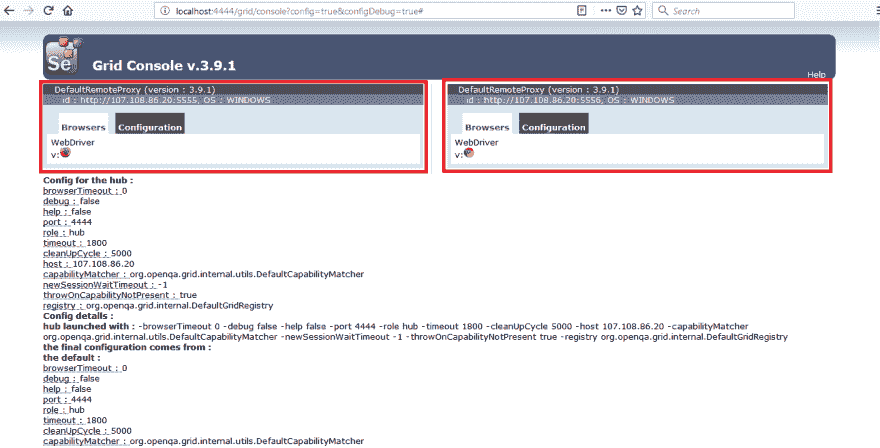 localhost:4444/grid/console?config=true&configDebug=true#
Search
Se
Grid Console v.3.9.1
Help
DefaultRemoteProxy (version : 3.9.1)
id : http://107.108.86.20:5555, OS : WINDOWS
Browsers Configuration
WebDriver
v:
DefaultRemoteProxy (version : 3.9.1)
id : http://107.108.86.20:5556, OS : WINDOWS
Browsers Configuration
WebDriver
v:
Config for the hub :
browserTimeout : 0
debug : false
help : false
port : 4444
role : hub
timeout : 1800
cleanUpCycle : 5000
host : 107.108.86.20
capabilityMatcher : org.openqa.grid.internal.utils.DefaultCapabilityMatcher
newSessionWaitTimeout : -1
throwOnCapabilityNotPresent : true
registry : org.openqa.grid.internal.DefaultGridRegistry
Config details :
hub launched with : -browserTimeout 0 -debug false -help false -port 4444 -role hub -timeout 1800 -cleanUpCycle 5000 -host 107.108.86.20 -capabilityMatcher
org.openqa.grid.internal.utils.DefaultCapabilityMatcher -newSessionWaitTimeout -1 -throwOnCapabilityNotPresent true -registry org.openqa.grid.internal.DefaultGridRegistry
the final configuration comes from :
the default :
browserTimeout : 0
debug : false
help : false
port : 4444
role : hub
timeout : 1800
cleanUpCycle : 5000
capabilityMatcher : org.openqa.grid.internal.utils.DefaultCapabilityMatcher